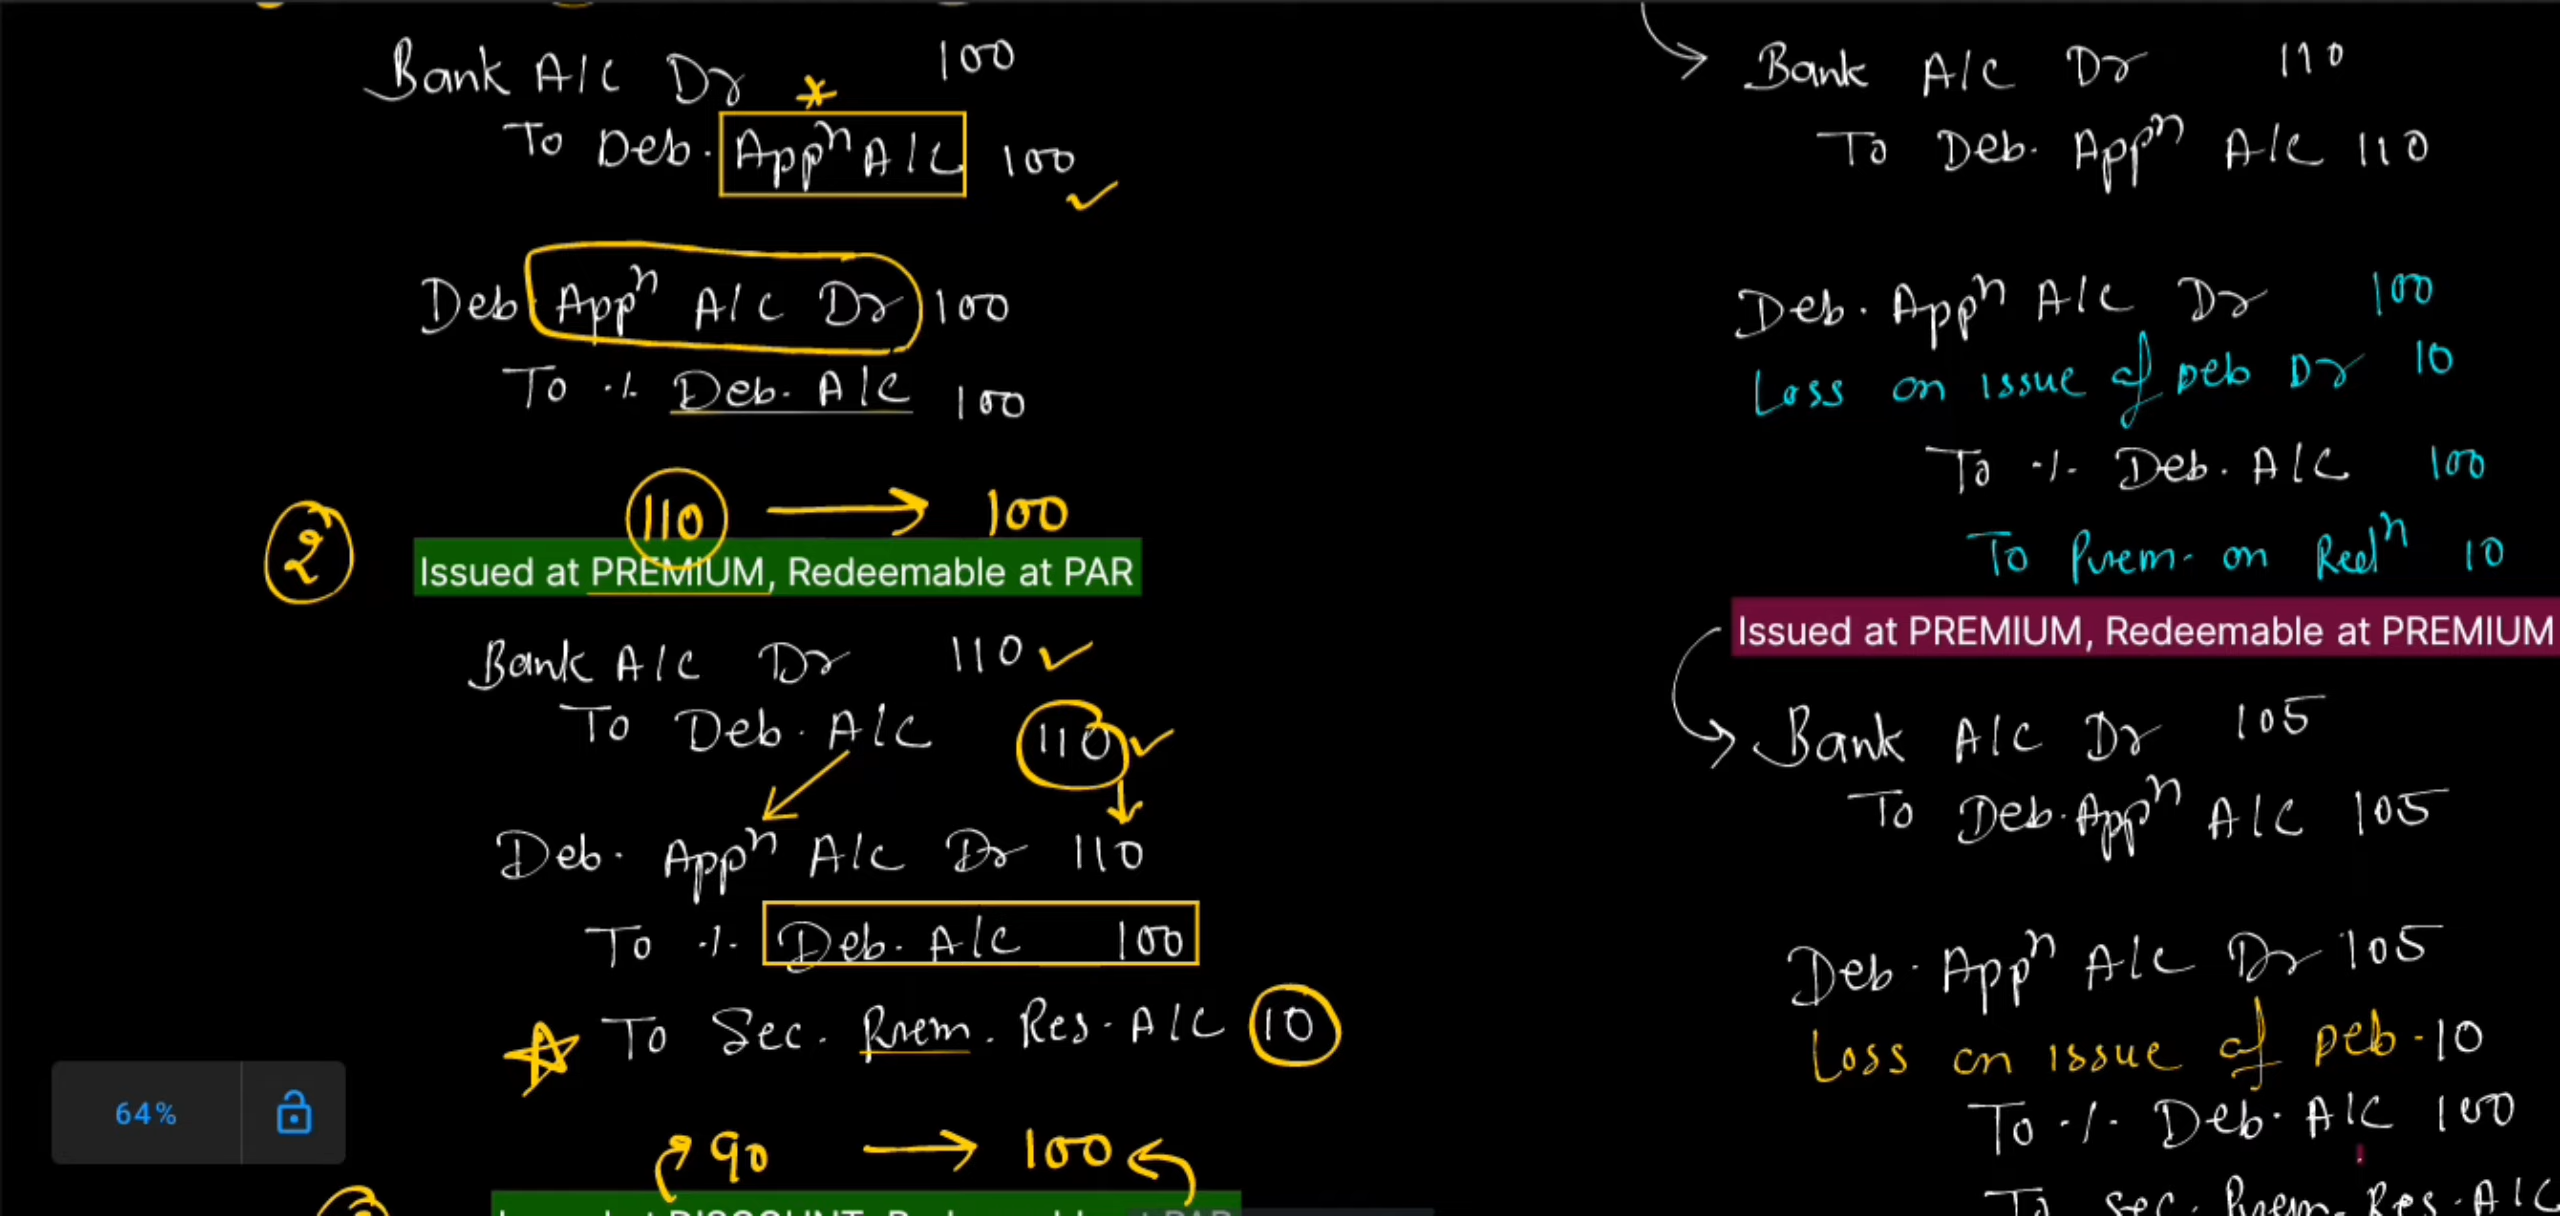 Bank A/C Dr 100
To Deb. Appⁿ A/C 100
Deb Appⁿ A/C Dr 100
To ·/. Deb. A/C 100
2
110 → 100
Issued at PREMIUM, Redeemable at PAR
Bank A/C Dr 110
To Deb. A/C 110
Deb. Appⁿ A/C Dr 110
To ·/. Deb. A/C 100
To Sec. Prem. Res. A/C 10
90 → 100
64%
Bank A/C Dr 110
To Deb. Appⁿ A/C 110
Deb. Appⁿ A/C Dr 100
Loss on issue of Deb Dr 10
To ·/. Deb. A/C 100
To Prem. on Redⁿ 10
Issued at PREMIUM, Redeemable at PREMIUM
Bank A/C Dr 105
To Deb. Appⁿ A/C 105
Deb. Appⁿ A/C Dr 105
Loss on issue of Deb. 10
To ·/. Deb. A/C 100
To Sec. Prem. Res. A/C